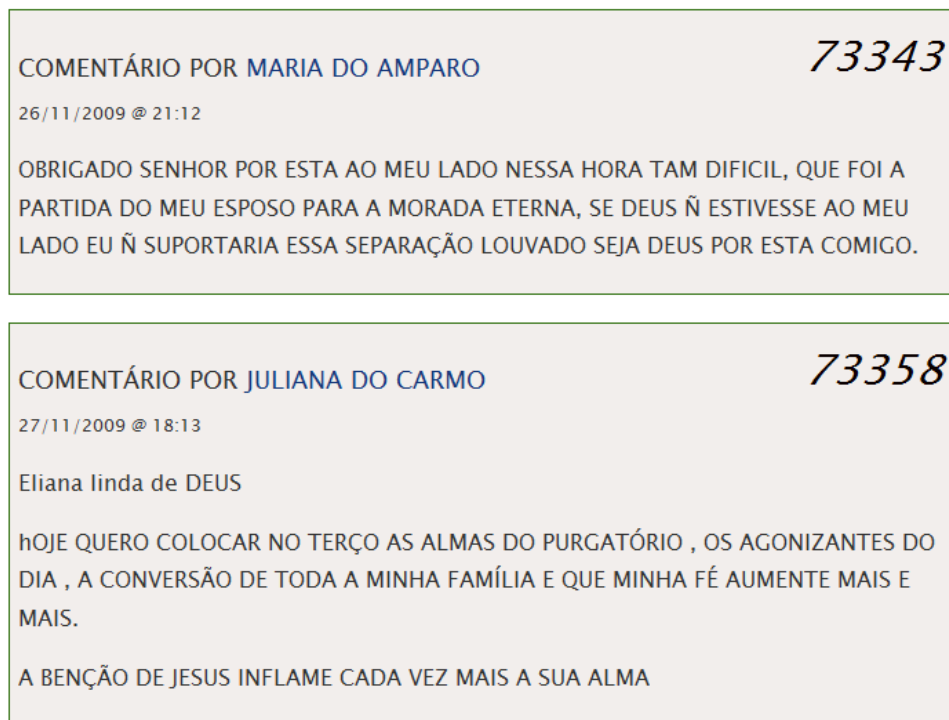 COMENTÁRIO POR MARIA DO AMPARO
73343
26/11/2009 @ 21:12
OBRIGADO SENHOR POR ESTA AO MEU LADO NESSA HORA TAM DIFICIL, QUE FOI A
PARTIDA DO MEU ESPOSO PARA A MORADA ETERNA, SE DEUS Ñ ESTIVESSE AO MEU
LADO EU Ñ SUPORTARIA ESSA SEPARAÇÃO LOUVADO SEJA DEUS POR ESTA COMIGO.
COMENTÁRIO POR JULIANA DO CARMO
73358
27/11/2009 @ 18:13
Eliana linda de DEUS
hOJE QUERO COLOCAR NO TERÇO AS ALMAS DO PURGATÓRIO , OS AGONIZANTES DO
DIA , A CONVERSÃO DE TODA A MINHA FAMÍLIA E QUE MINHA FÉ AUMENTE MAIS E
MAIS.
A BENÇÃO DE JESUS INFLAME CADA VEZ MAIS A SUA ALMA